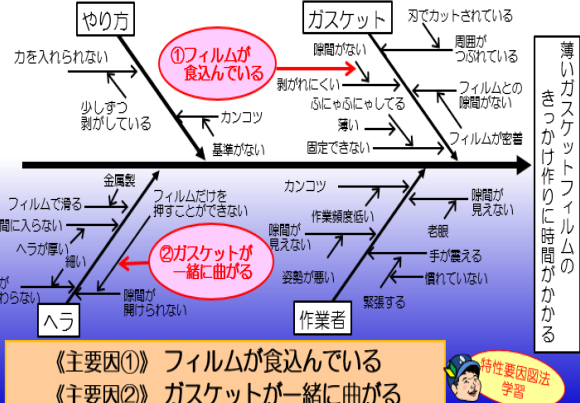 やり方
ガスケット
力を入れられない
少しずつ
剥がしている
カンコツ
基準がない
①フィルムが
食込んでいる
隙間がない
剥がれにくい
ふにゃふにゃしてる
薄い
固定できない
刃でカットされている
周囲が
つぶれている
フィルムとの
隙間がない
フィルムが密着
薄いガスケットフィルムの
きっかけ作りに時間がかかる
金属製
フィルムで滑る
間に入らない
ヘラが厚い
細い
が
わらない
フィルムだけを
押すことができない
②ガスケットが
一緒に曲がる
隙間が
開けられない
ヘラ
カンコツ
作業頻度低い
隙間が
見えない
姿勢が悪い
隙間が
見えない
老眼
手が震える
慣れていない
緊張する
作業者
《主要因①》 フィルムが食込んでいる
《主要因②》 ガスケットが一緒に曲がる
特性要因図法
学習